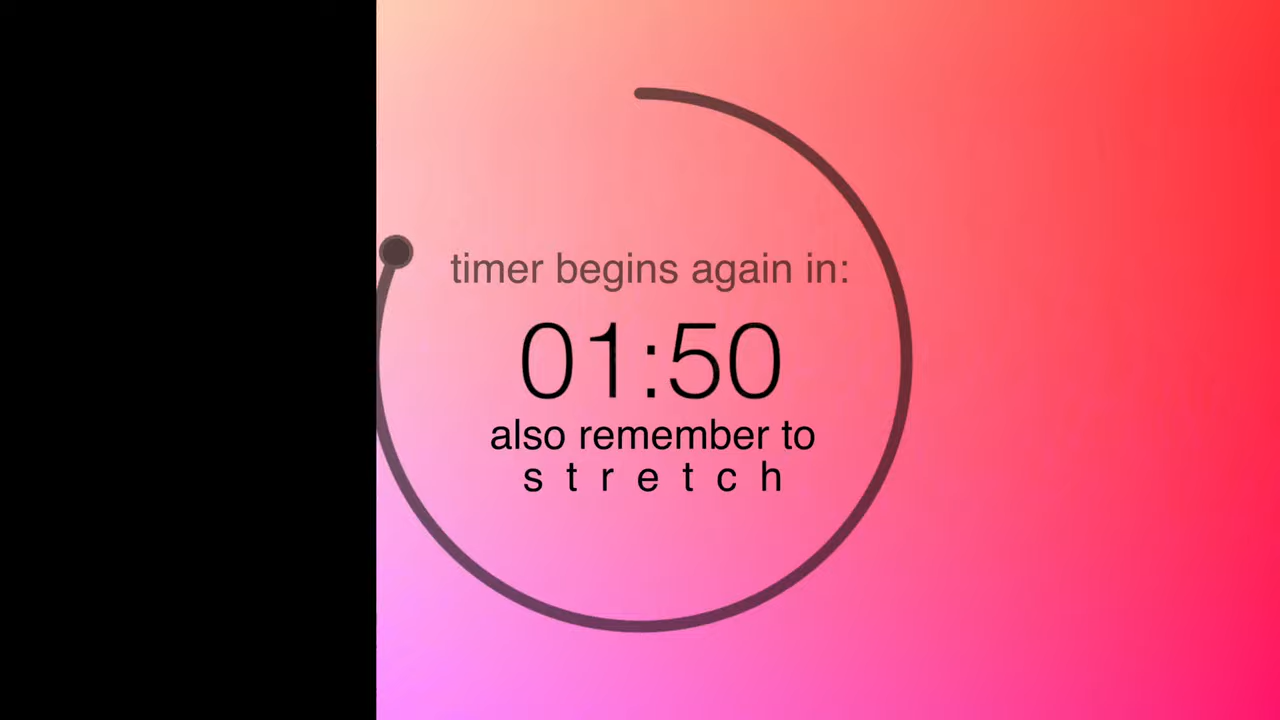 timer begins again in:
01:50
also remember to
s t r e t c h